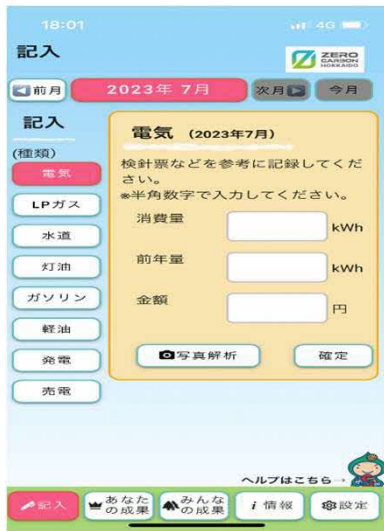 18:01
4G
記入
ZERO
CARBON
HOKKAIDO
前月
2023年 7月
次月
今月
記入
(種類)
電気
LPガス
水道
灯油
ガソリン
軽油
発電
売電
電気 (2023年7月)
検針票などを参考に記録してくだ
さい。
※半角数字で入力してください。
消費量
kWh
前年量
kWh
金額
円
写真解析
確定
ヘルプはこちら→
記入
あなた
の成果
みんな
の成果
i 情報
設定